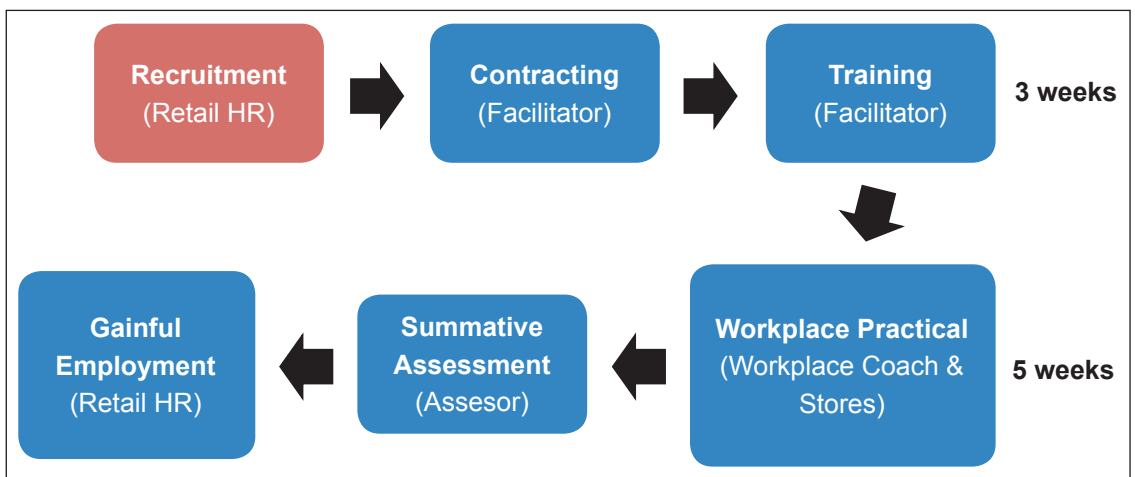 Recruitment
(Retail HR)
Contracting
(Facilitator)
Training
(Facilitator)
3 weeks
Gainful
Employment
(Retail HR)
Summative
Assessment
(Assesor)
Workplace Practical
(Workplace Coach &
Stores)
5 weeks